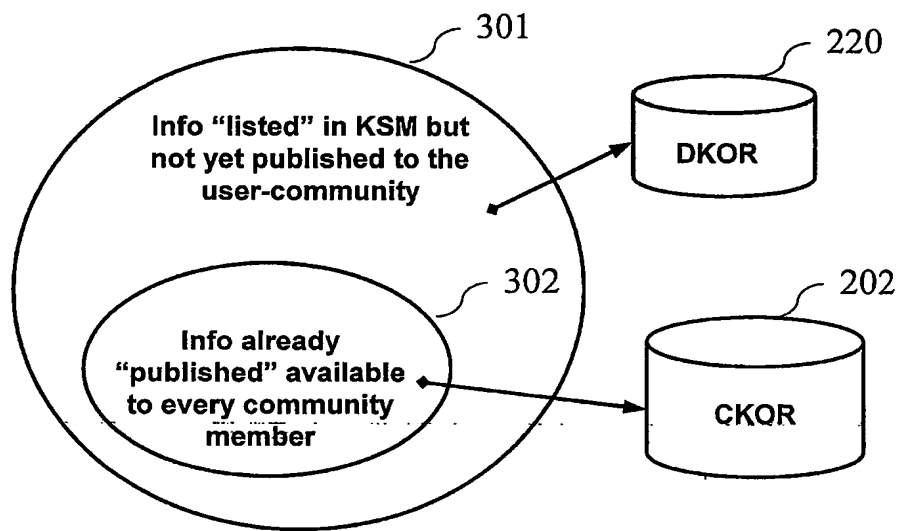 301
220
Info “listed” in KSM but
not yet published to the
user-community
DKOR
302
202
Info already
“published” available
to every community
member
CKOR